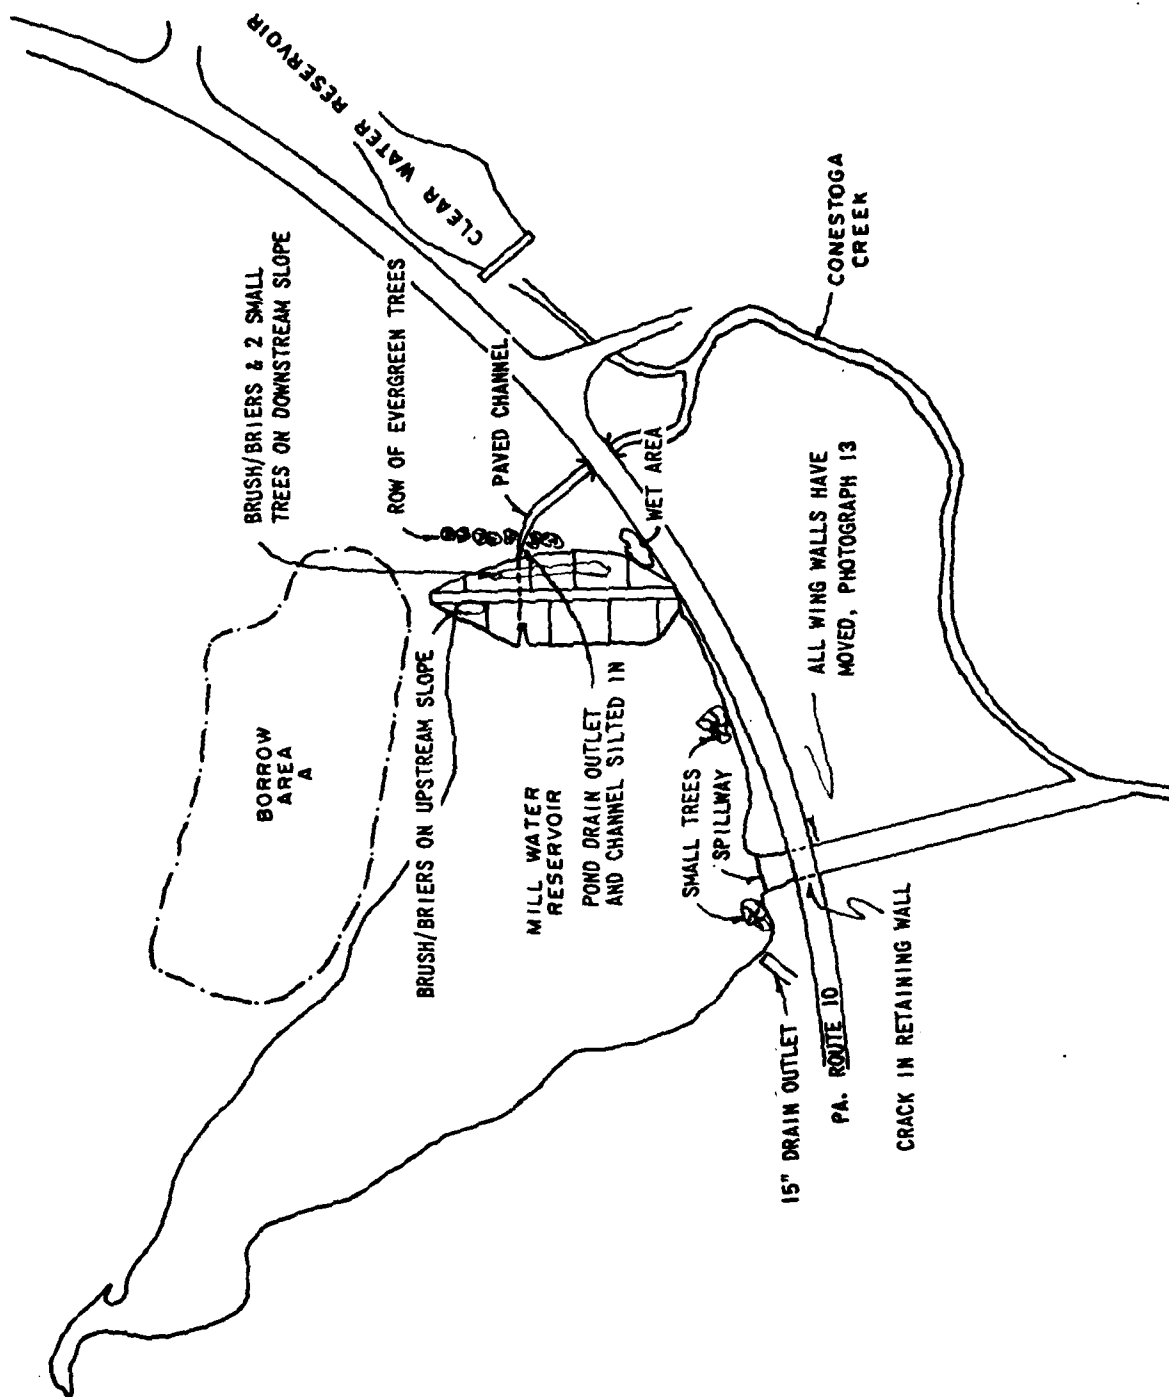 CLEAR WATER RESERVOIR
BRUSH/BRIERS & 2 SMALL
TREES ON DOWNSTREAM SLOPE
ROW OF EVERGREEN TREES
PAVED CHANNEL
WET AREA
CONESTOGA
CREEK
ALL WING WALLS HAVE
MOVED, PHOTOGRAPH 13
BORROW
AREA
A
BRUSH/BRIERS ON UPSTREAM SLOPE
MILL WATER
RESERVOIR
POND DRAIN OUTLET
AND CHANNEL SILTED IN
SMALL TREES
SPILLWAY
15" DRAIN OUTLET
PA. ROUTE 10
CRACK IN RETAINING WALL